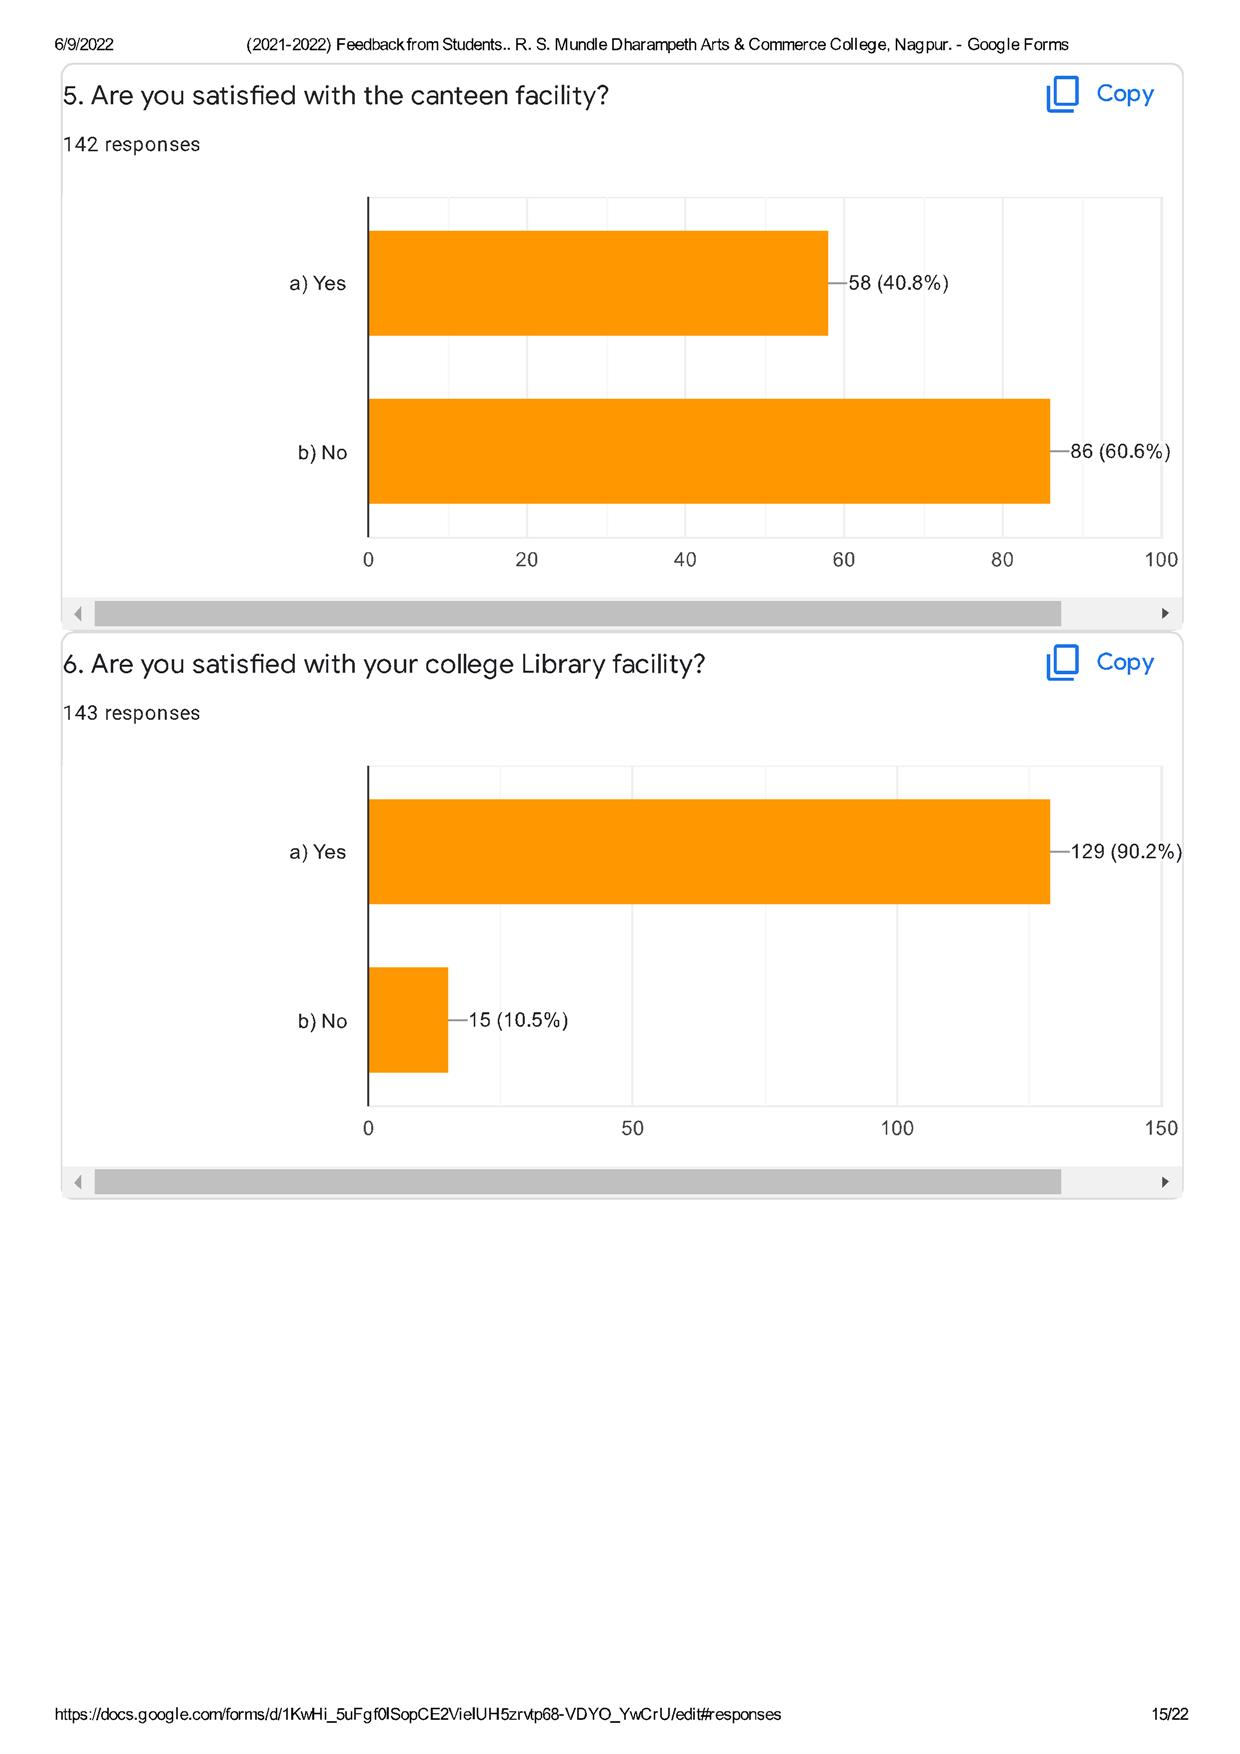 6/9/2022 (2021-2022) Feedback from Students.. R. S. Mundle Dharampeth Arts & Commerce College, Nagpur. - Google Forms
5. Are you satisfied with the canteen facility? Copy
142 responses
a) Yes 58 (40.8%)
b) No 86 (60.6%)
0 20 40 60 80 100
6. Are you satisfied with your college Library facility? Copy
143 responses
a) Yes 129 (90.2%)
b) No 15 (10.5%)
0 50 100 150
https://docs.google.com/forms/d/1KwHi_5uFgf0lSopCE2VielUH5zrvtp68-VDYO_YwCrU/edit#responses 15/22